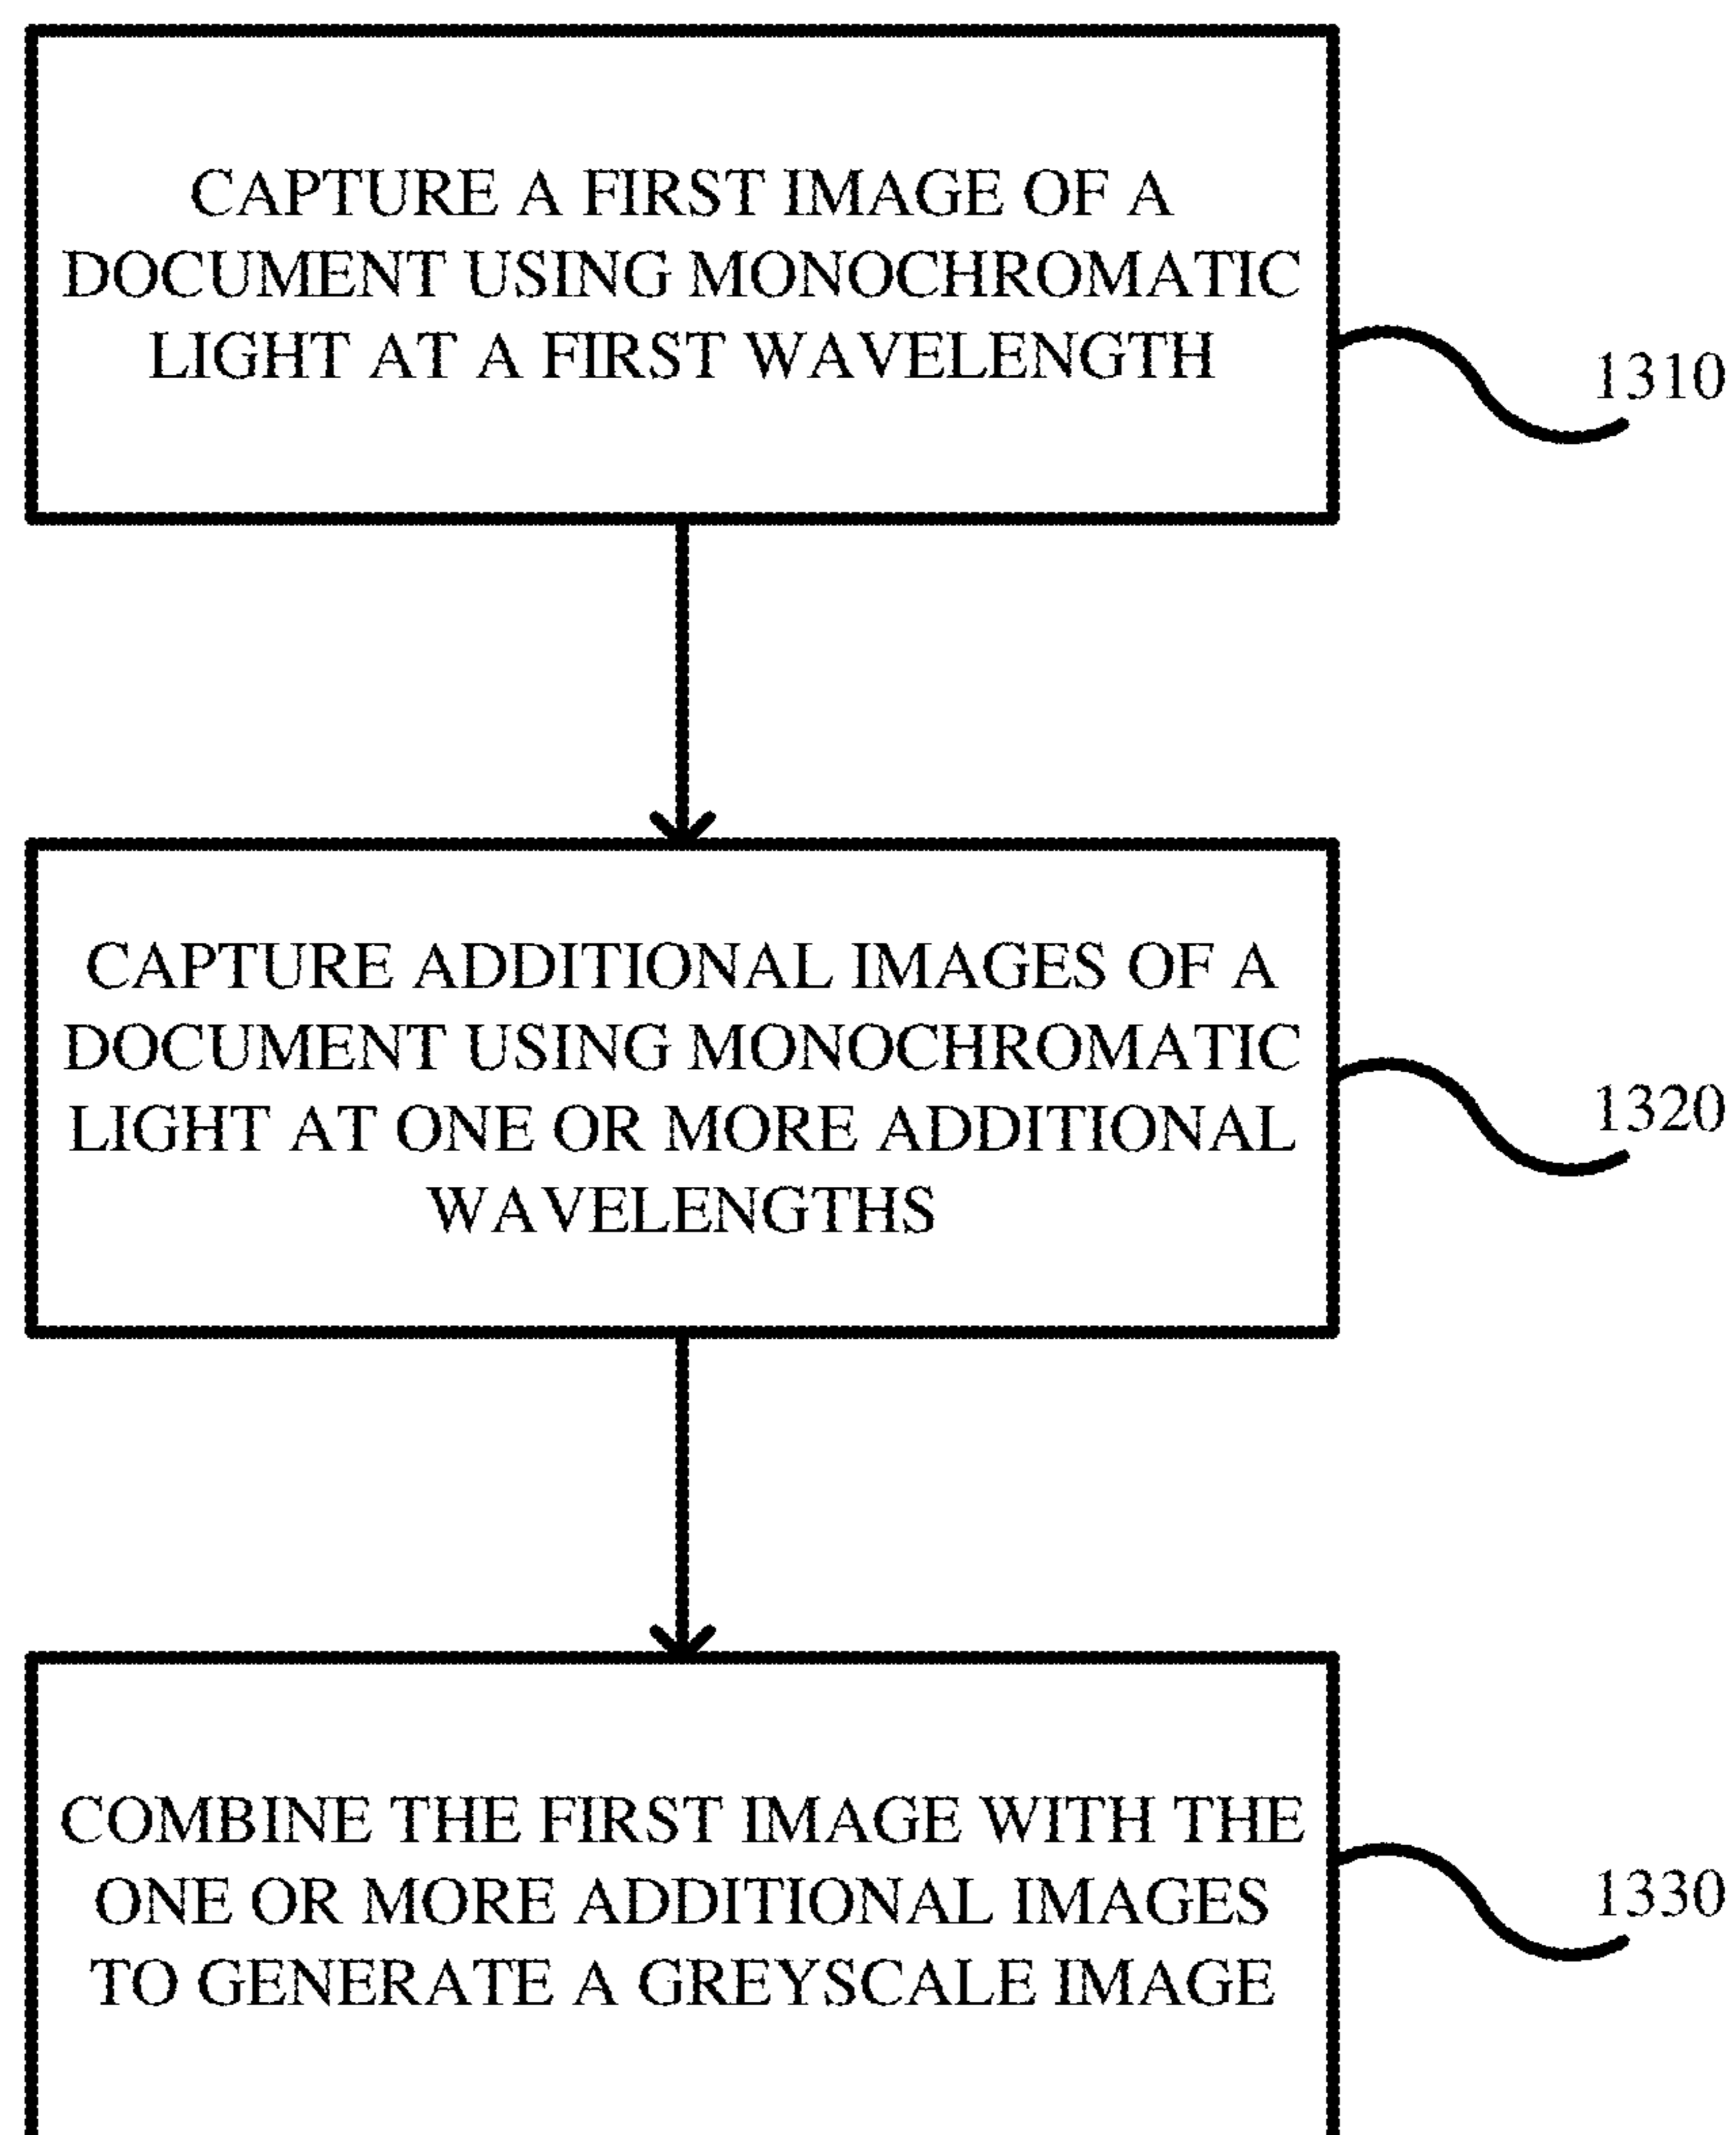 CAPTURE A FIRST IMAGE OF A
DOCUMENT USING MONOCHROMATIC
LIGHT AT A FIRST WAVELENGTH
1310
CAPTURE ADDITIONAL IMAGES OF A
DOCUMENT USING MONOCHROMATIC
LIGHT AT ONE OR MORE ADDITIONAL
WAVELENGTHS
1320
COMBINE THE FIRST IMAGE WITH THE
ONE OR MORE ADDITIONAL IMAGES
TO GENERATE A GREYSCALE IMAGE
1330